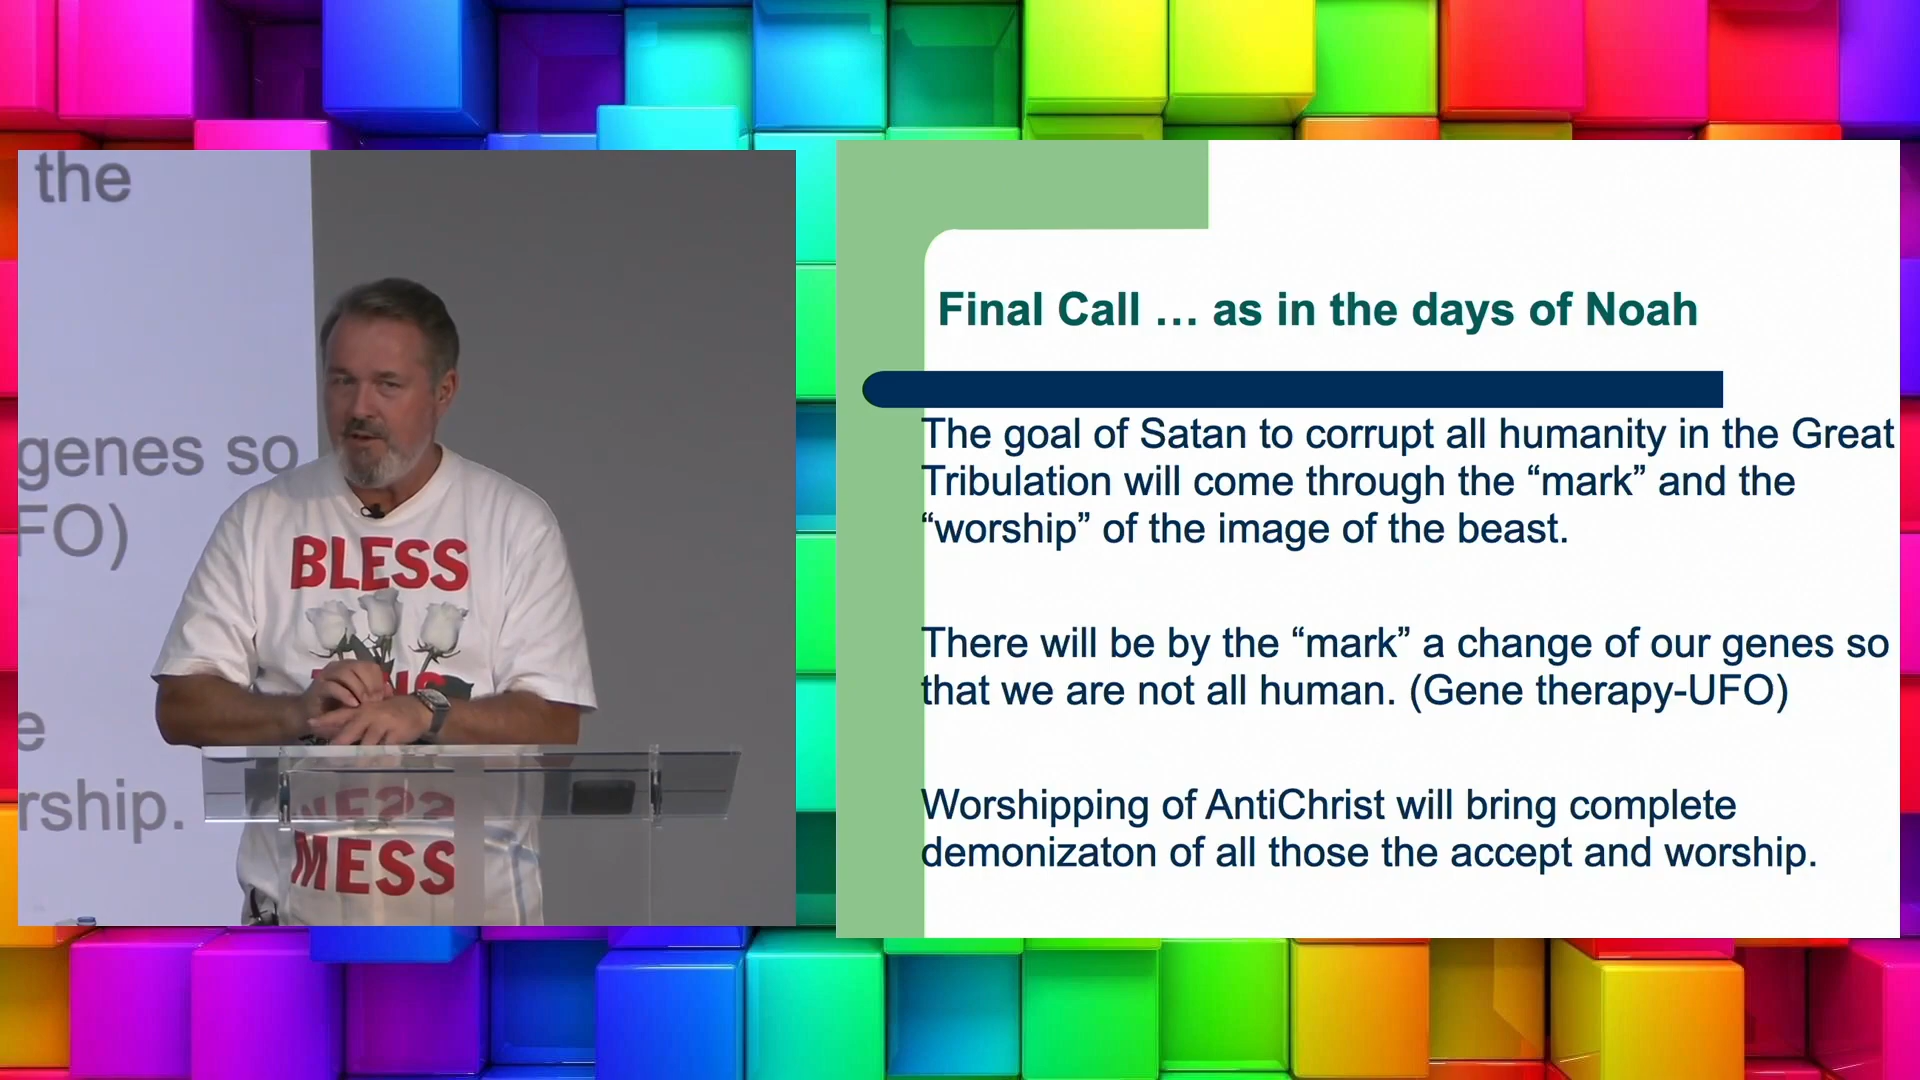 the
genes so
FO)
e
rship.
BLESS
MESS
Final Call … as in the days of Noah
The goal of Satan to corrupt all humanity in the Great
Tribulation will come through the “mark” and the
“worship” of the image of the beast.
There will be by the “mark” a change of our genes so
that we are not all human. (Gene therapy-UFO)
Worshipping of AntiChrist will bring complete
demonizaton of all those the accept and worship.